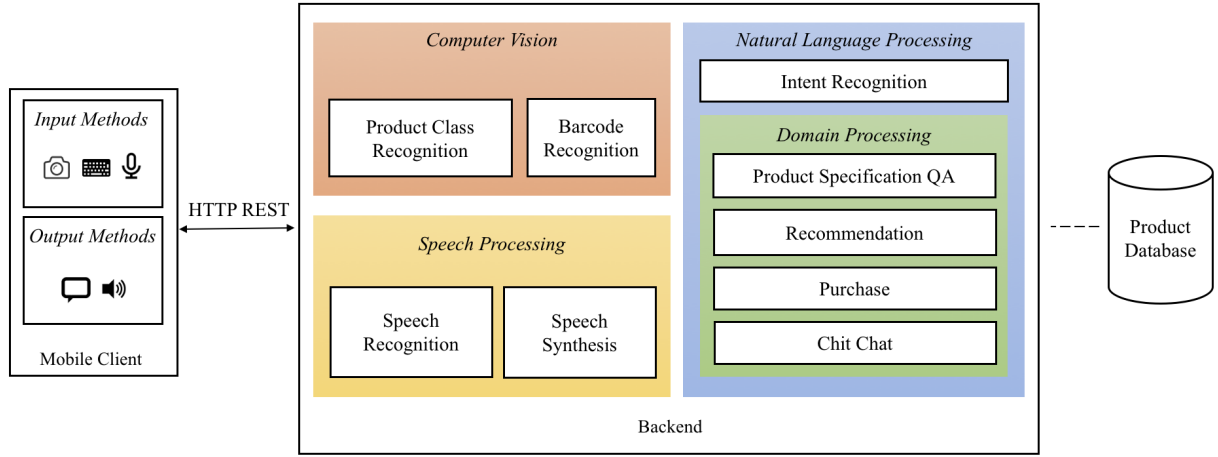 Input Methods
Output Methods
Mobile Client
HTTP REST
Computer Vision
Product Class
Recognition
Barcode
Recognition
Speech Processing
Speech
Recognition
Speech
Synthesis
Natural Language Processing
Intent Recognition
Domain Processing
Product Specification QA
Recommendation
Purchase
Chit Chat
Backend
Product
Database